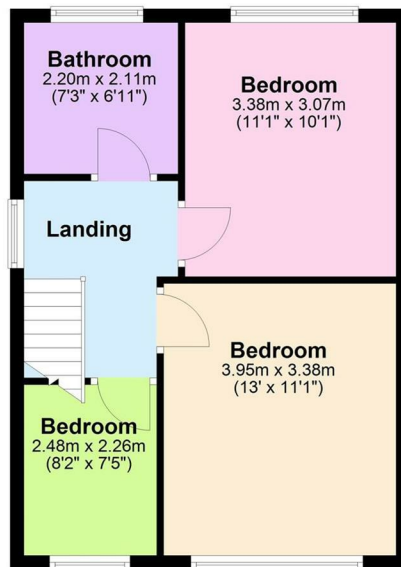 Bathroom
2.20m x 2.11m
(7'3" x 6'11")
Bedroom
3.38m x 3.07m
(11'1" x 10'1")
Landing
Bedroom
3.95m x 3.38m
(13' x 11'1")
Bedroom
2.48m x 2.26m
(8'2" x 7'5")